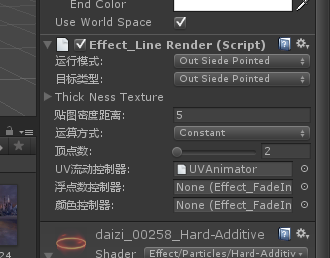 End Color
Use World Space
Effect_Line Render (Script)
运行模式: Out Siede Pointed
目标类型: Out Siede Pointed
Thick Ness Texture
贴图密度距离: 5
运算方式: Constant
顶点数: 2
UV流动控制器: UVAnimator
浮点数控制器: None (Effect_FadeIn
颜色控制器: None (Effect_FadeIn
daizi_00258_Hard-Additive
Shader Effect/Particles/Hard-Additiv
24